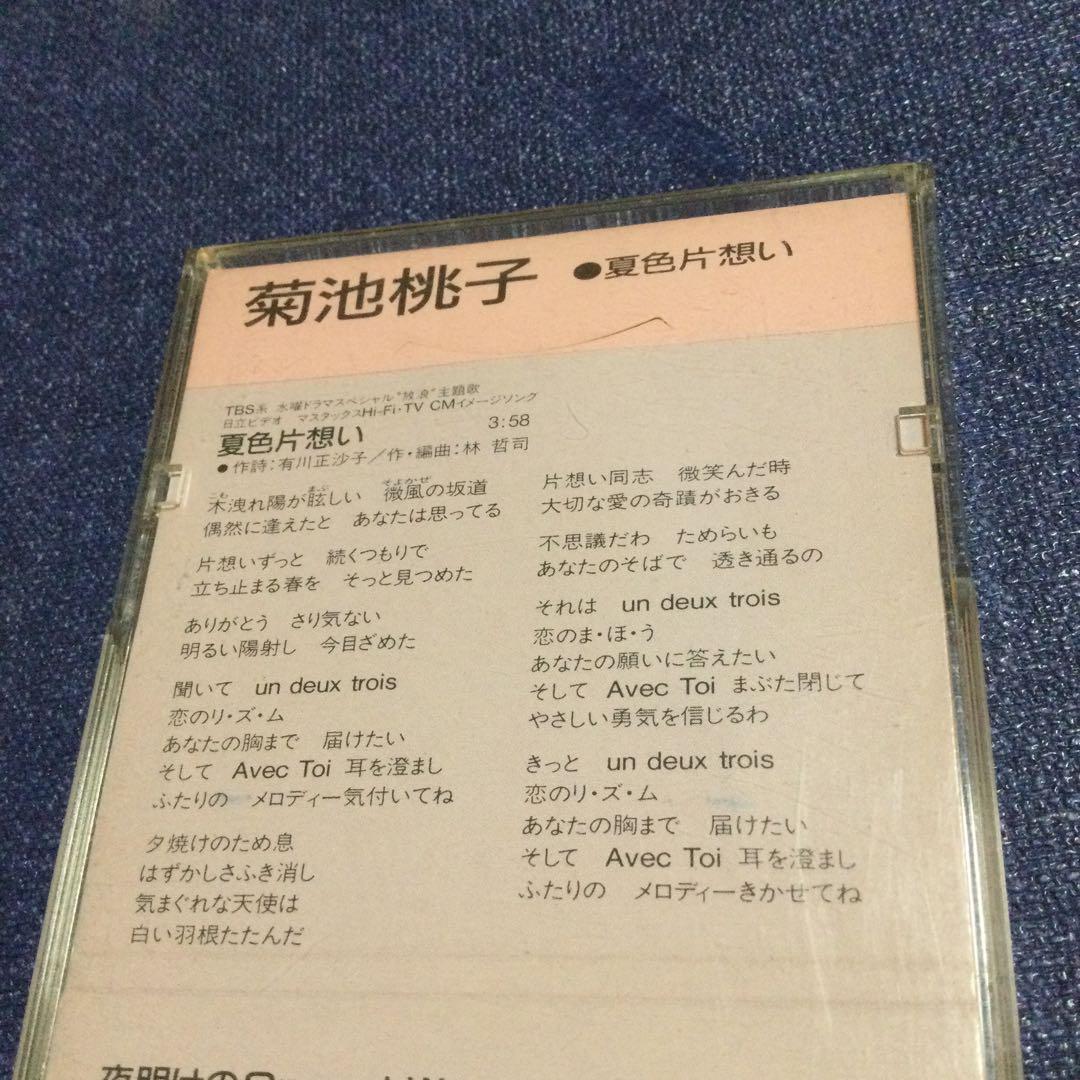 菊池桃子 ●夏色片想い
TBS系 水曜ドラマスペシャル“放浪”主題歌
日立ビデオ マスタックスHi-Fi・TV CMイメージソング
夏色片想い 3:58
●作詩：有川正沙子／作・編曲：林 哲司
木洩れ陽が眩しい 微風の坂道
偶然に逢えたと あなたは思ってる
片想いずっと 続くつもりで
立ち止まる春を そっと見つめた
ありがとう さり気ない
明るい陽射し 今目ざめた
聞いて un deux trois
恋のリ・ズ・ム
あなたの胸まで 届けたい
そして Avec Toi 耳を澄まし
ふたりの メロディー気付いてね
夕焼けのため息
はずかしさふき消し
気まぐれな天使は
白い羽根たたんだ
片想い同志 微笑んだ時
大切な愛の奇蹟がおきる
不思議だわ ためらいも
あなたのそばで 透き通るの
それは un deux trois
恋のま・ほ・う
あなたの願いに答えたい
そして Avec Toi まぶた閉じて
やさしい勇気を信じるわ
きっと un deux trois
恋のリ・ズ・ム
あなたの胸まで 届けたい
そして Avec Toi 耳を澄まし
ふたりの メロディーきかせてね
夜明けの